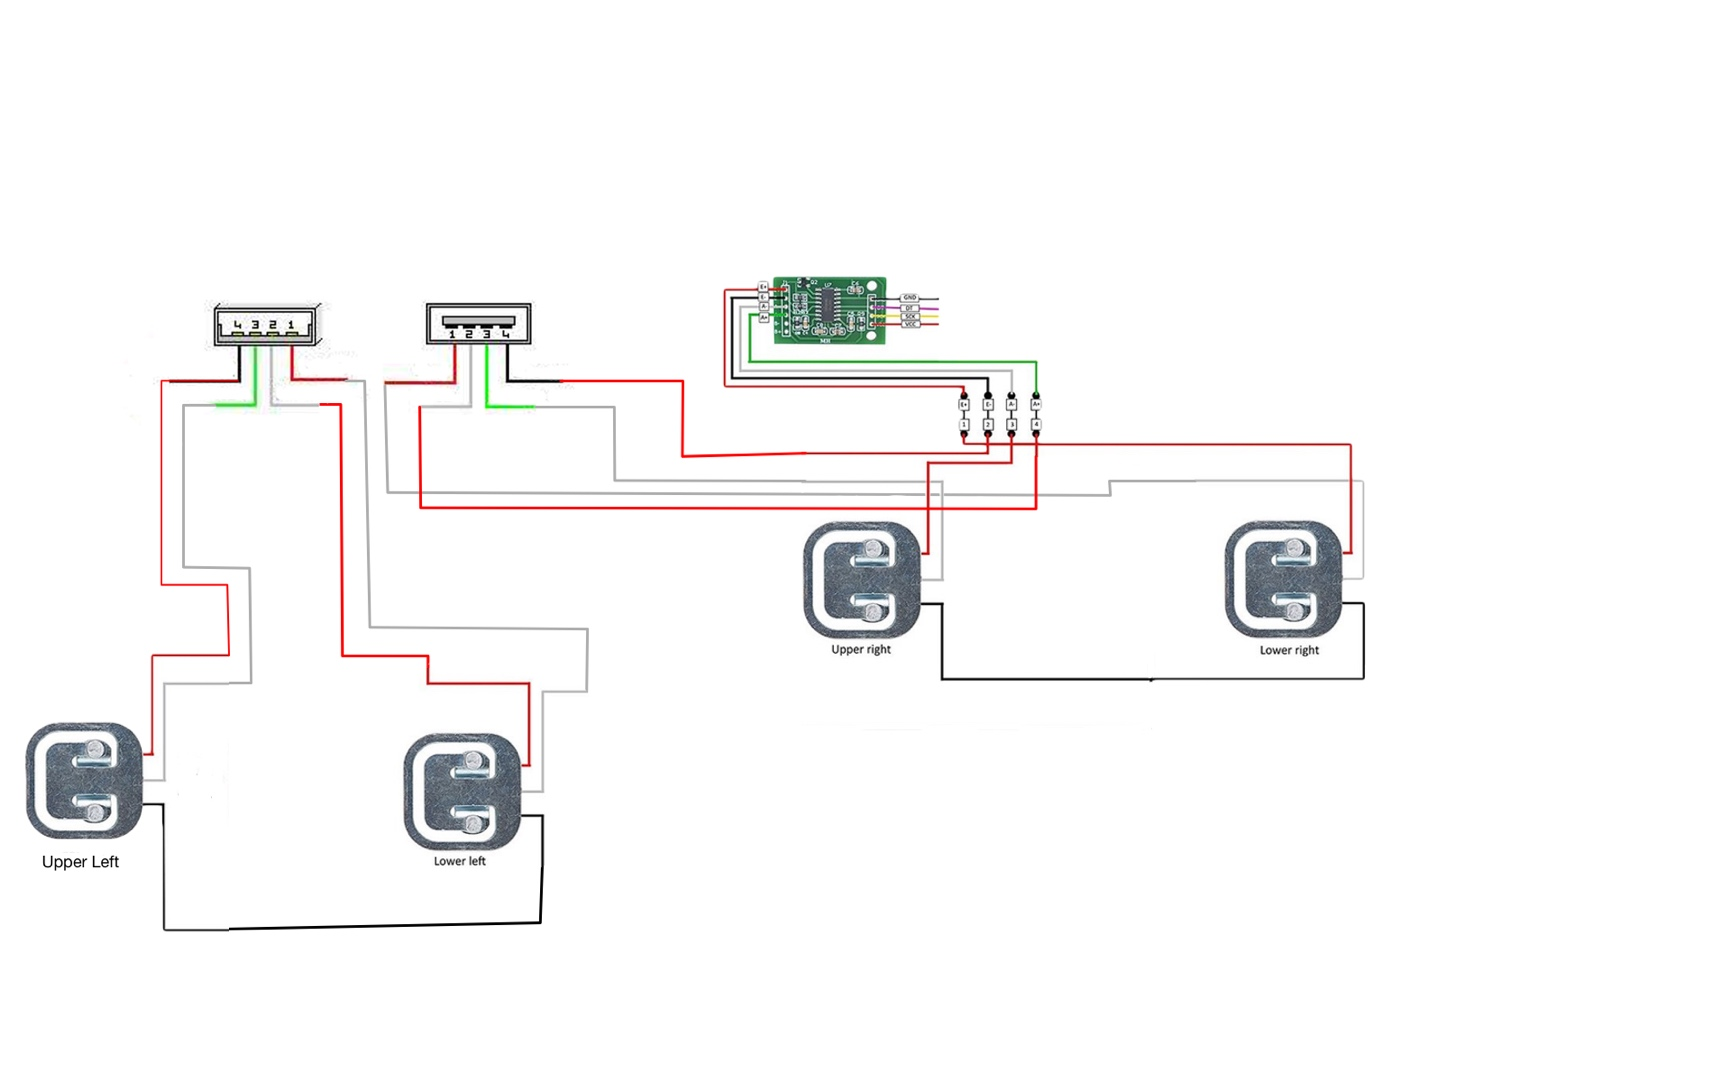 4 3 2 1
1 2 3 4
E+
E-
A-
A+
GND
DT
SCK
VCC
E+ E- A- A+
1 2 3 4
Upper right
Lower right
Upper Left
Lower left